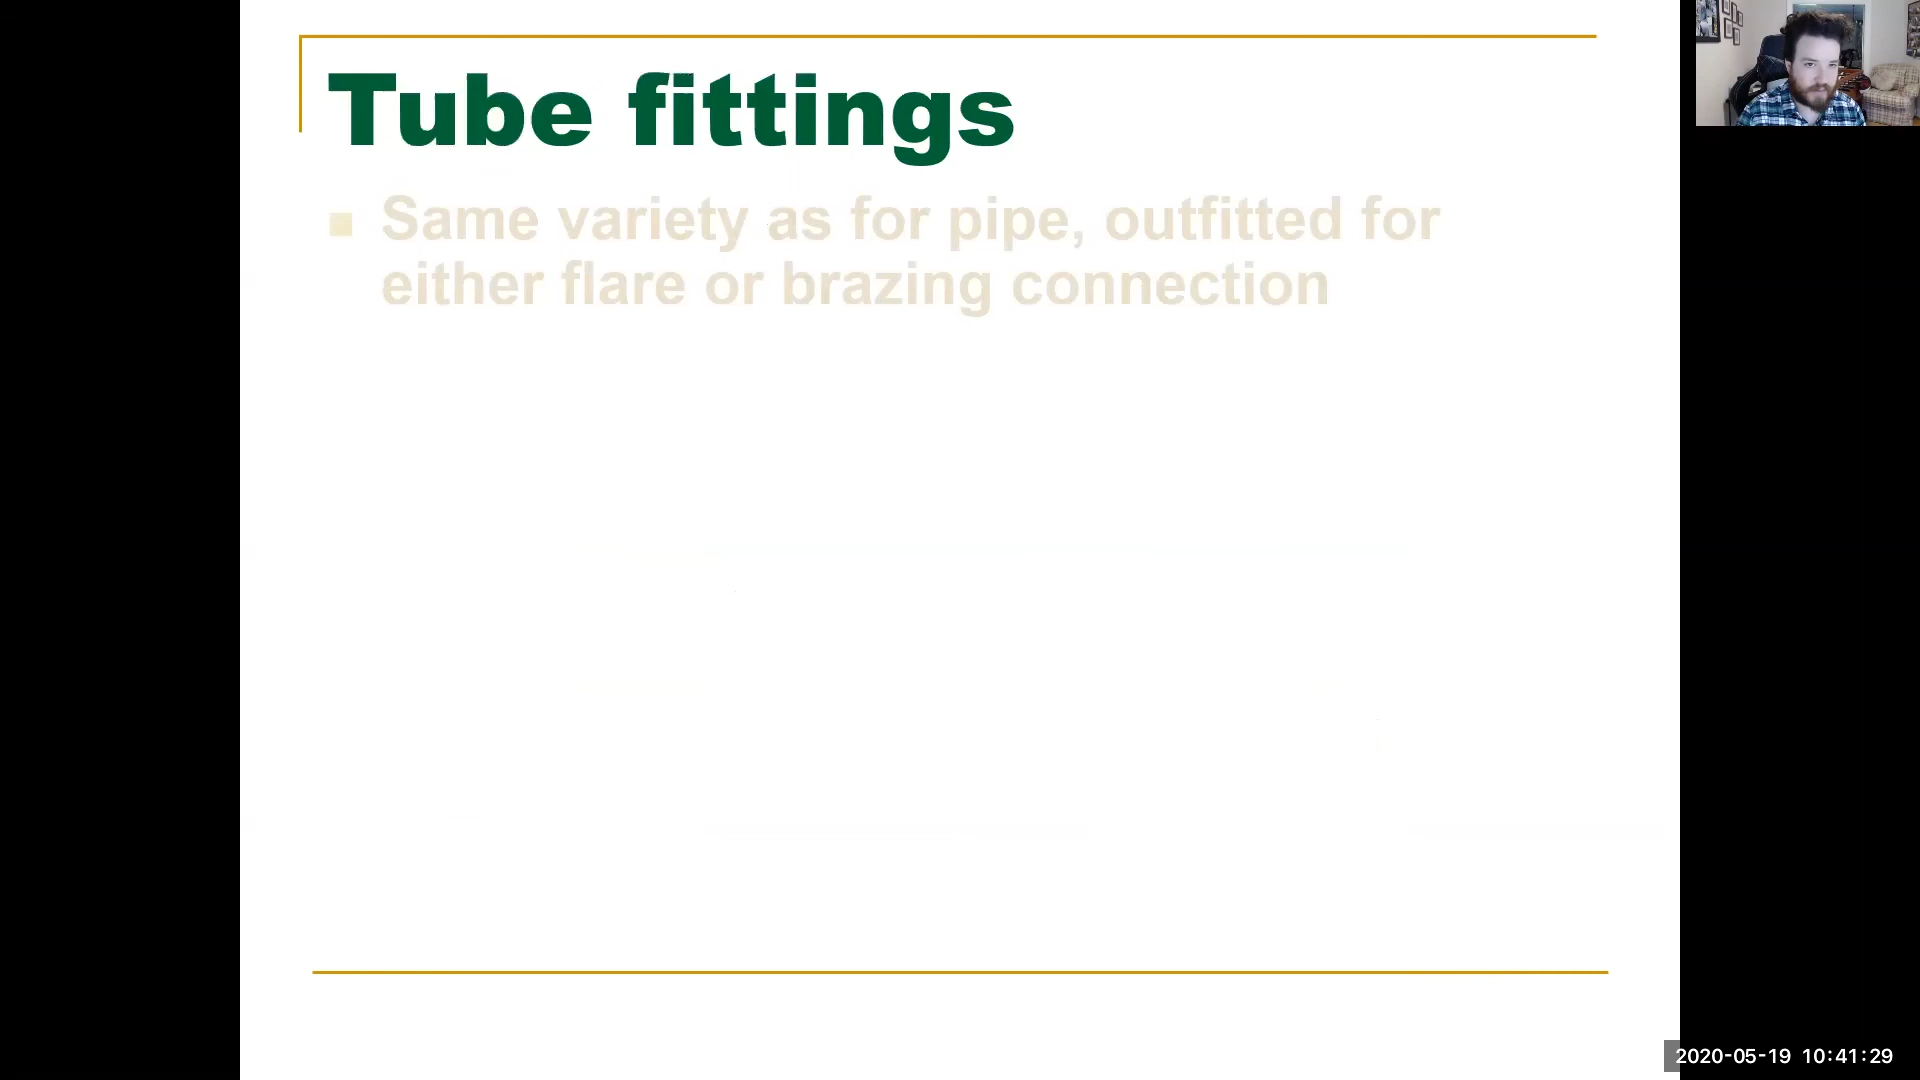 Tube fittings
Same variety as for pipe, outfitted for
either flare or brazing connection
2020-05-19 10:41:29